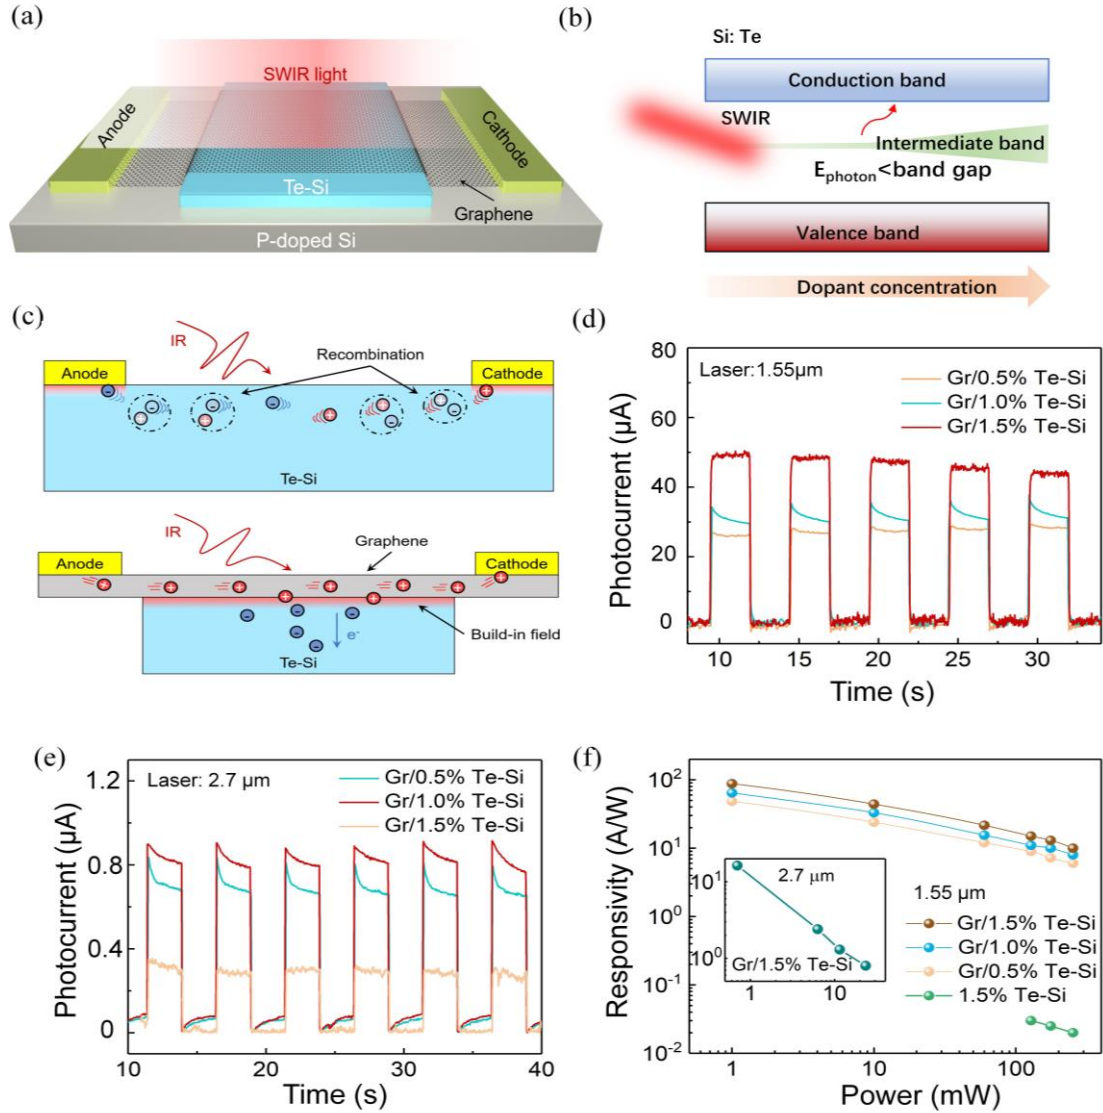 (a)
SWIR light
Anode
Cathode
Te-Si
Graphene
P-doped Si
(b)
Si: Te
Conduction band
SWIR
Intermediate band
Ephoton<band gap
Valence band
Dopant concentration
(c)
IR
Recombination
Anode
Cathode
Te-Si
IR
Graphene
Anode
Cathode
e-
Build-in field
Te-Si
(d)
80
60
40
20
0
Photocurrent (μA)
Laser:1.55μm
Gr/0.5% Te-Si
Gr/1.0% Te-Si
Gr/1.5% Te-Si
10 15 20 25 30
Time (s)
(e)
1.2
0.8
0.4
0
Photocurrent (μA)
Laser: 2.7 μm
Gr/0.5% Te-Si
Gr/1.0% Te-Si
Gr/1.5% Te-Si
10 20 30 40
Time (s)
(f)
10²
10¹
10⁰
10⁻¹
10⁻²
Responsivity (A/W)
2.7 μm
10¹
10⁰
Gr/1.5% Te-Si
1 10
1.55 μm
Gr/1.5% Te-Si
Gr/1.0% Te-Si
Gr/0.5% Te-Si
1.5% Te-Si
1 10 100
Power (mW)